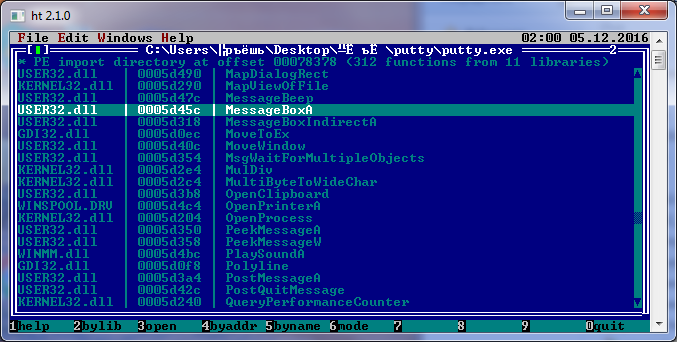 ht 2.1.0
File Edit Windows Help 02:00 05.12.2016
[■] C:\Users\╟ръёшь\Desktop\╨Ё ъЁ \putty\putty.exe 2
* PE import directory at offset 00078378 (312 functions from 11 libraries)
USER32.dll | 0005d490 | MapDialogRect
KERNEL32.dll | 0005d290 | MapViewOfFile
USER32.dll | 0005d47c | MessageBeep
USER32.dll | 0005d45c | MessageBoxA
USER32.dll | 0005d318 | MessageBoxIndirectA
GDI32.dll | 0005d0ec | MoveToEx
USER32.dll | 0005d40c | MoveWindow
USER32.dll | 0005d354 | MsgWaitForMultipleObjects
KERNEL32.dll | 0005d2e4 | MulDiv
KERNEL32.dll | 0005d2c4 | MultiByteToWideChar
USER32.dll | 0005d3b8 | OpenClipboard
WINSPOOL.DRV | 0005d4c4 | OpenPrinterA
KERNEL32.dll | 0005d204 | OpenProcess
USER32.dll | 0005d350 | PeekMessageA
USER32.dll | 0005d358 | PeekMessageW
WINMM.dll | 0005d4bc | PlaySoundA
GDI32.dll | 0005d0f8 | Polyline
USER32.dll | 0005d3a4 | PostMessageA
USER32.dll | 0005d42c | PostQuitMessage
KERNEL32.dll | 0005d240 | QueryPerformanceCounter
1help 2bylib 3open 4byaddr 5byname 6mode 7 8 9 0quit